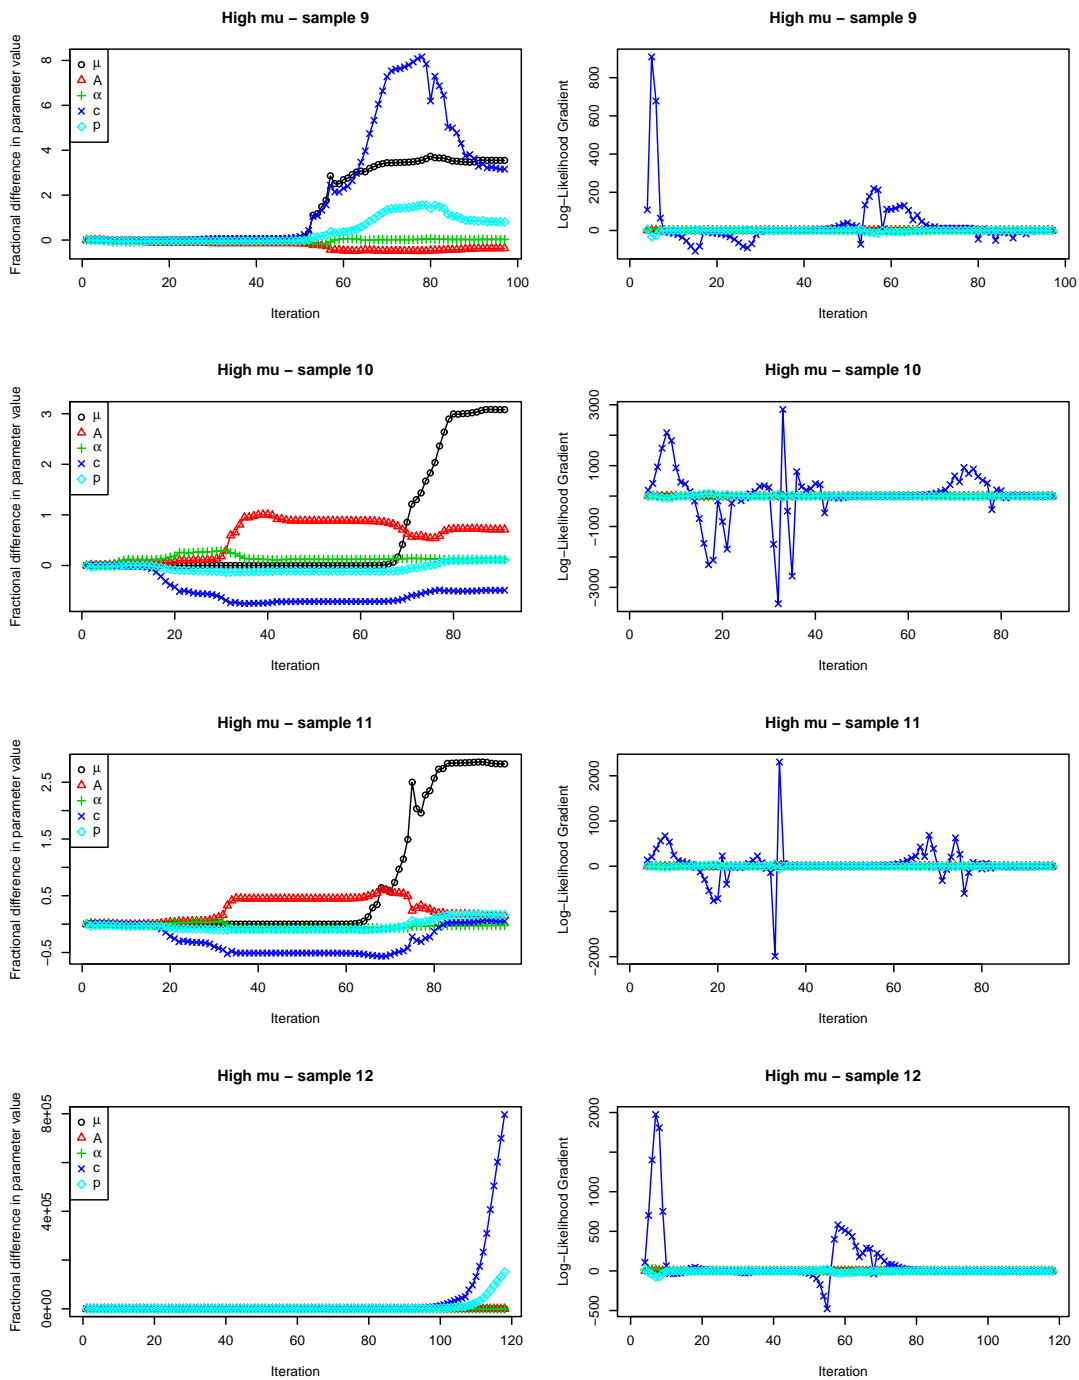 High mu − sample 9
Fractional difference in parameter value
8
6
4
2
0
μ
A
α
c
p
0 20 40 60 80 100
Iteration
High mu − sample 9
Log−Likelihood Gradient
800
600
400
200
0
0 20 40 60 80 100
Iteration
High mu − sample 10
Fractional difference in parameter value
3
2
1
0
μ
A
α
c
p
0 20 40 60 80
Iteration
High mu − sample 10
Log−Likelihood Gradient
3000
1000
−1000
−3000
0 20 40 60 80
Iteration
High mu − sample 11
Fractional difference in parameter value
2.5
1.5
0.5
−0.5
μ
A
α
c
p
0 20 40 60 80
Iteration
High mu − sample 11
Log−Likelihood Gradient
2000
1000
0
−2000
0 20 40 60 80
Iteration
High mu − sample 12
Fractional difference in parameter value
8e+05
4e+05
0e+00
μ
A
α
c
p
0 20 40 60 80 100 120
Iteration
High mu − sample 12
Log−Likelihood Gradient
2000
1500
1000
500
0
−500
0 20 40 60 80 100 120
Iteration